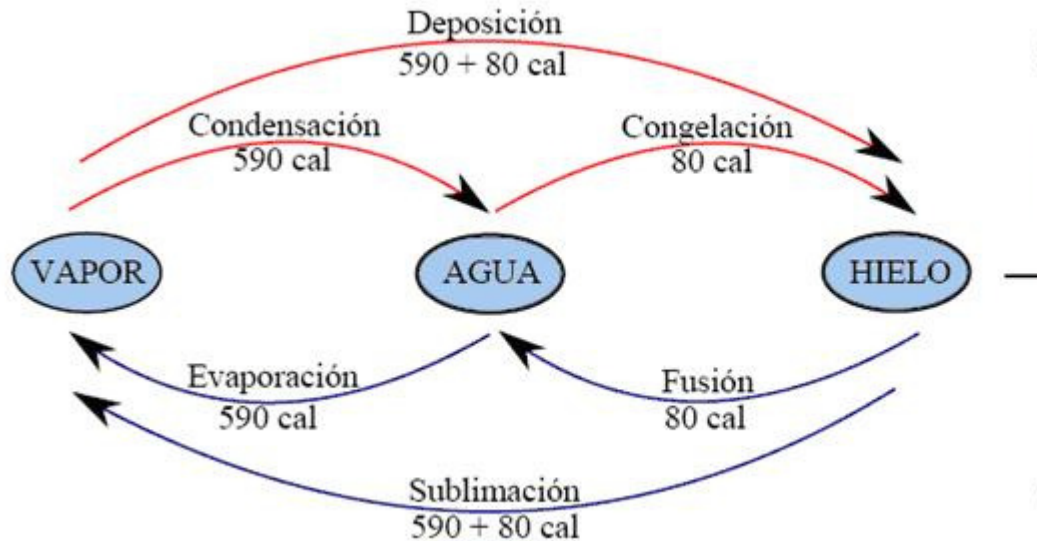 Deposición
590 + 80 cal
Condensación
590 cal
Congelación
80 cal
VAPOR
AGUA
HIELO
Evaporación
590 cal
Fusión
80 cal
Sublimación
590 + 80 cal